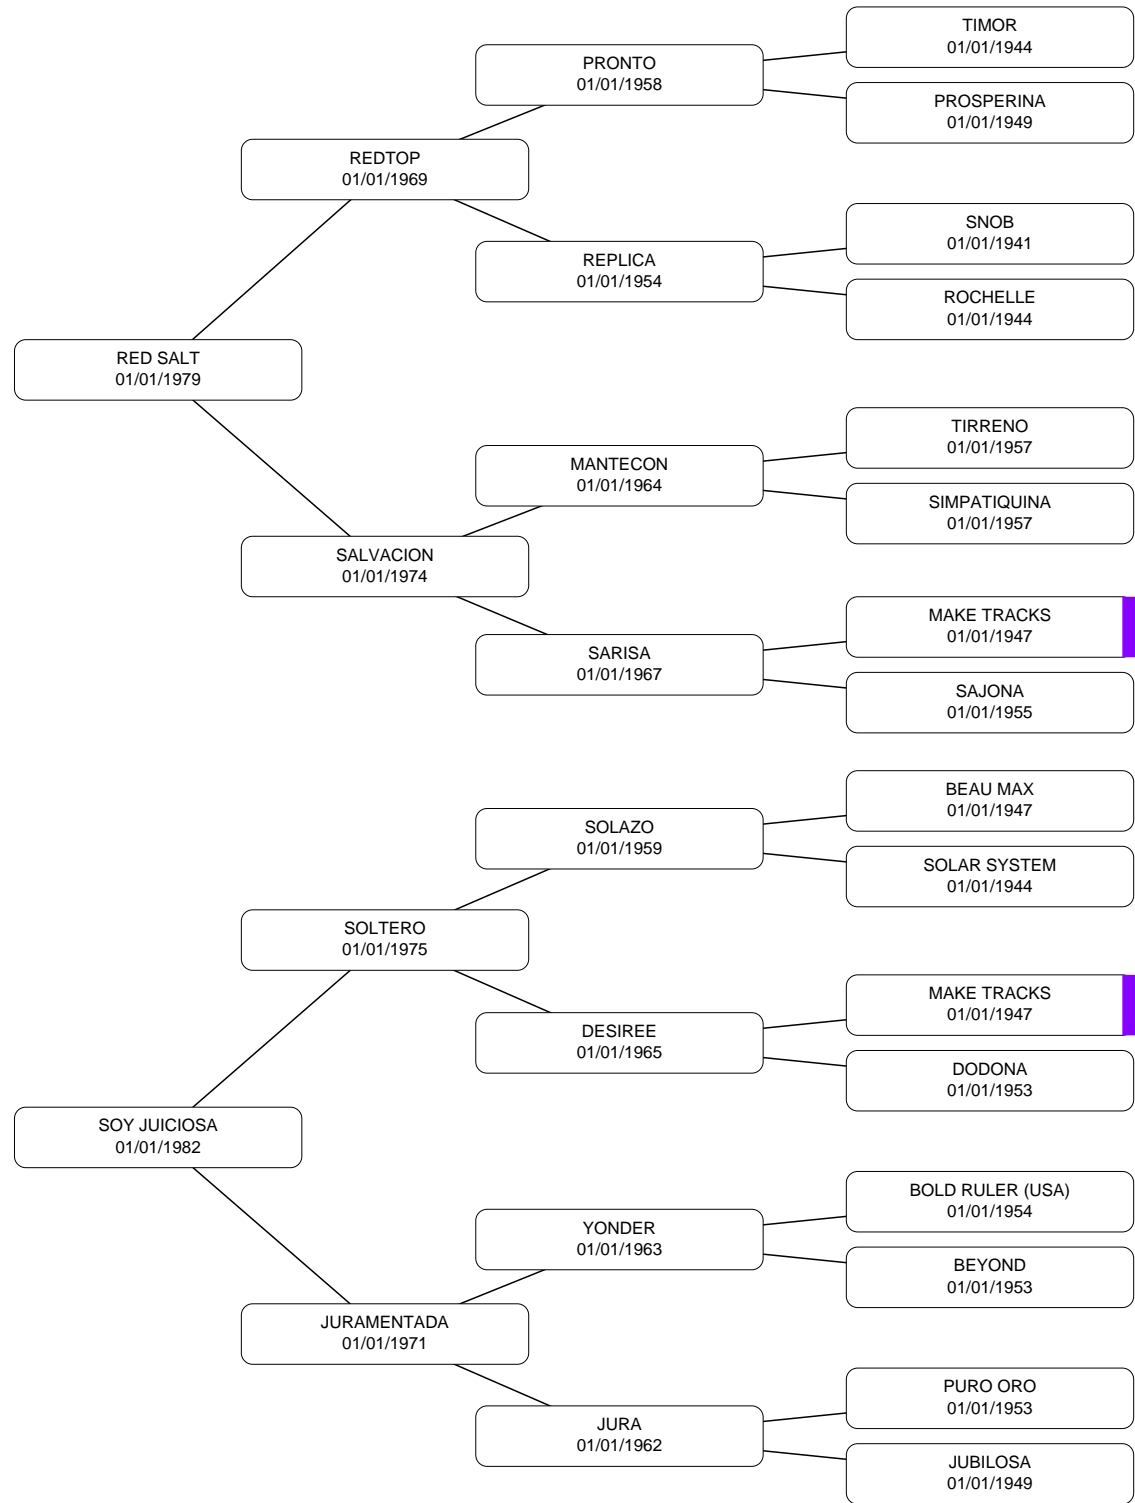 TIMOR
01/01/1944
PRONTO
01/01/1958
PROSPERINA
01/01/1949
REDTOP
01/01/1969
SNOB
01/01/1941
REPLICA
01/01/1954
ROCHELLE
01/01/1944
RED SALT
01/01/1979
TIRRENO
01/01/1957
MANTECON
01/01/1964
SIMPATIQUINA
01/01/1957
SALVACION
01/01/1974
MAKE TRACKS
01/01/1947
SARISA
01/01/1967
SAJONA
01/01/1955
BEAU MAX
01/01/1947
SOLAZO
01/01/1959
SOLAR SYSTEM
01/01/1944
SOLTERO
01/01/1975
MAKE TRACKS
01/01/1947
DESIREE
01/01/1965
DODONA
01/01/1953
SOY JUICIOSA
01/01/1982
BOLD RULER (USA)
01/01/1954
YONDER
01/01/1963
BEYOND
01/01/1953
JURAMENTADA
01/01/1971
PURO ORO
01/01/1953
JURA
01/01/1962
JUBILOSA
01/01/1949